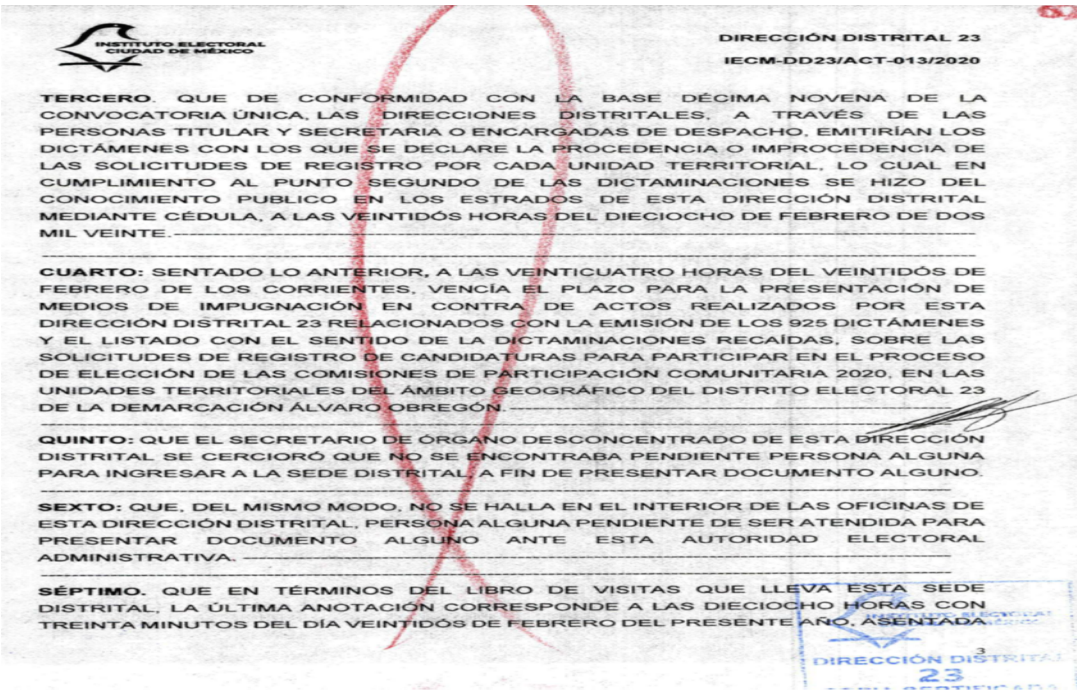 INSTITUTO ELECTORAL
CIUDAD DE MÉXICO
DIRECCIÓN DISTRITAL 23
IECM-DD23/ACT-013/2020
TERCERO. QUE DE CONFORMIDAD CON LA BASE DÉCIMA NOVENA DE LA
CONVOCATORIA ÚNICA, LAS DIRECCIONES DISTRITALES, A TRAVÉS DE LAS
PERSONAS TITULAR Y SECRETARIA O ENCARGADAS DE DESPACHO, EMITIRÍAN LOS
DICTÁMENES CON LOS QUE SE DECLARE LA PROCEDENCIA O IMPROCEDENCIA DE
LAS SOLICITUDES DE REGISTRO POR CADA UNIDAD TERRITORIAL, LO CUAL EN
CUMPLIMIENTO AL PUNTO SEGUNDO DE LAS DICTAMINACIONES SE HIZO DEL
CONOCIMIENTO PUBLICO EN LOS ESTRADOS DE ESTA DIRECCIÓN DISTRITAL
MEDIANTE CÉDULA, A LAS VEINTIDÓS HORAS DEL DIECIOCHO DE FEBRERO DE DOS
MIL VEINTE.
CUARTO: SENTADO LO ANTERIOR, A LAS VEINTICUATRO HORAS DEL VEINTIDÓS DE
FEBRERO DE LOS CORRIENTES, VENCÍA EL PLAZO PARA LA PRESENTACIÓN DE
MEDIOS DE IMPUGNACIÓN EN CONTRA DE ACTOS REALIZADOS POR ESTA
DIRECCIÓN DISTRITAL 23 RELACIONADOS CON LA EMISIÓN DE LOS 925 DICTÁMENES
Y EL LISTADO CON EL SENTIDO DE LA DICTAMINACIONES RECAÍDAS, SOBRE LAS
SOLICITUDES DE REGISTRO DE CANDIDATURAS PARA PARTICIPAR EN EL PROCESO
DE ELECCIÓN DE LAS COMISIONES DE PARTICIPACIÓN COMUNITARIA 2020, EN LAS
UNIDADES TERRITORIALES DEL ÁMBITO GEOGRÁFICO DEL DISTRITO ELECTORAL 23
DE LA DEMARCACIÓN ÁLVARO OBREGÓN.
QUINTO: QUE EL SECRETARIO DE ÓRGANO DESCONCENTRADO DE ESTA DIRECCIÓN
DISTRITAL SE CERCIORÓ QUE NO SE ENCONTRABA PENDIENTE PERSONA ALGUNA
PARA INGRESAR A LA SEDE DISTRITAL A FIN DE PRESENTAR DOCUMENTO ALGUNO.
SEXTO: QUE, DEL MISMO MODO, NO SE HALLA EN EL INTERIOR DE LAS OFICINAS DE
ESTA DIRECCIÓN DISTRITAL, PERSONA ALGUNA PENDIENTE DE SER ATENDIDA PARA
PRESENTAR DOCUMENTO ALGUNO ANTE ESTA AUTORIDAD ELECTORAL
ADMINISTRATIVA.
SÉPTIMO. QUE EN TÉRMINOS DEL LIBRO DE VISITAS QUE LLEVA ESTA SEDE
DISTRITAL, LA ÚLTIMA ANOTACIÓN CORRESPONDE A LAS DIECIOCHO HORAS CON
TREINTA MINUTOS DEL DÍA VEINTIDÓS DE FEBRERO DEL PRESENTE AÑO, ASENTADA
3
DIRECCIÓN DISTRITAL
23